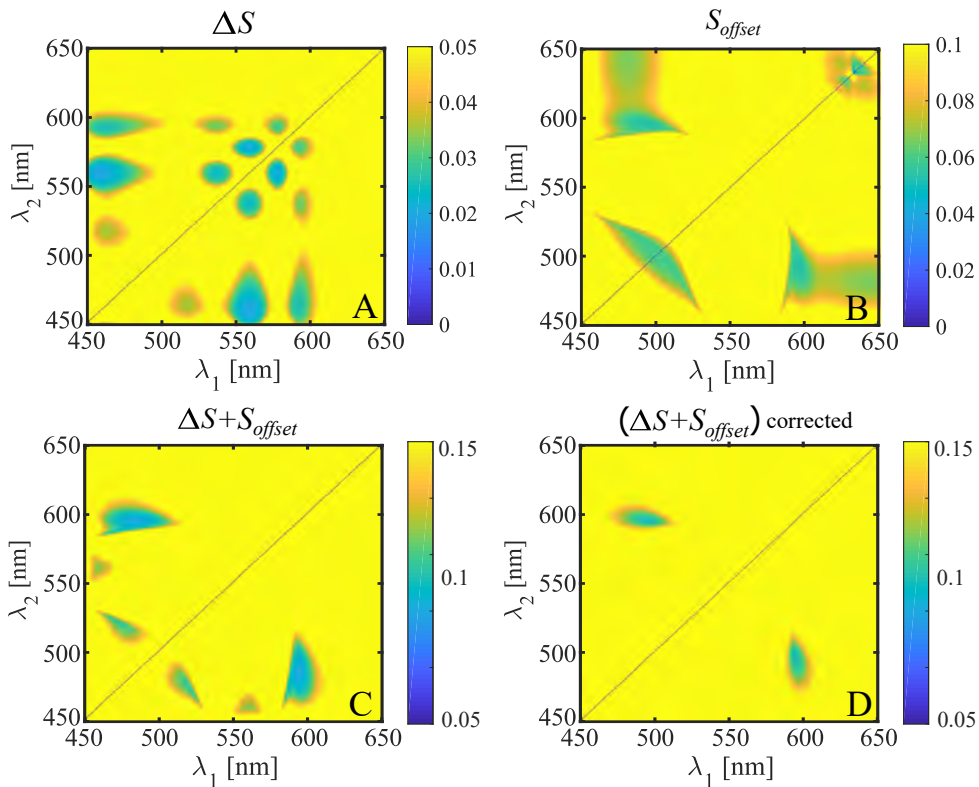 ΔS
S_offset
650
600
550
500
450
λ₂ [nm]
450 500 550 600 650
λ₁ [nm]
A
0.05
0.04
0.03
0.02
0.01
0
650
600
550
500
450
λ₂ [nm]
450 500 550 600 650
λ₁ [nm]
B
0.1
0.08
0.06
0.04
0.02
0
ΔS+S_offset
(ΔS+S_offset) corrected
650
600
550
500
450
λ₂ [nm]
450 500 550 600 650
λ₁ [nm]
C
0.15
0.1
0.05
650
600
550
500
450
λ₂ [nm]
450 500 550 600 650
λ₁ [nm]
D
0.15
0.1
0.05